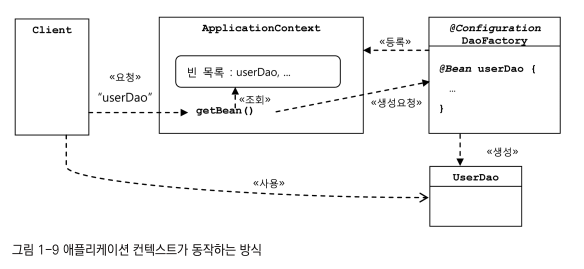 Client
ApplicationContext
@Configuration
DaoFactory
«등록»
빈 목록 : userDao, ...
@Bean userDao {
...
}
«요청»
"userDao"
«조회»
getBean()
«생성요청»
«생성»
UserDao
«사용»
그림 1-9 애플리케이션 컨텍스트가 동작하는 방식